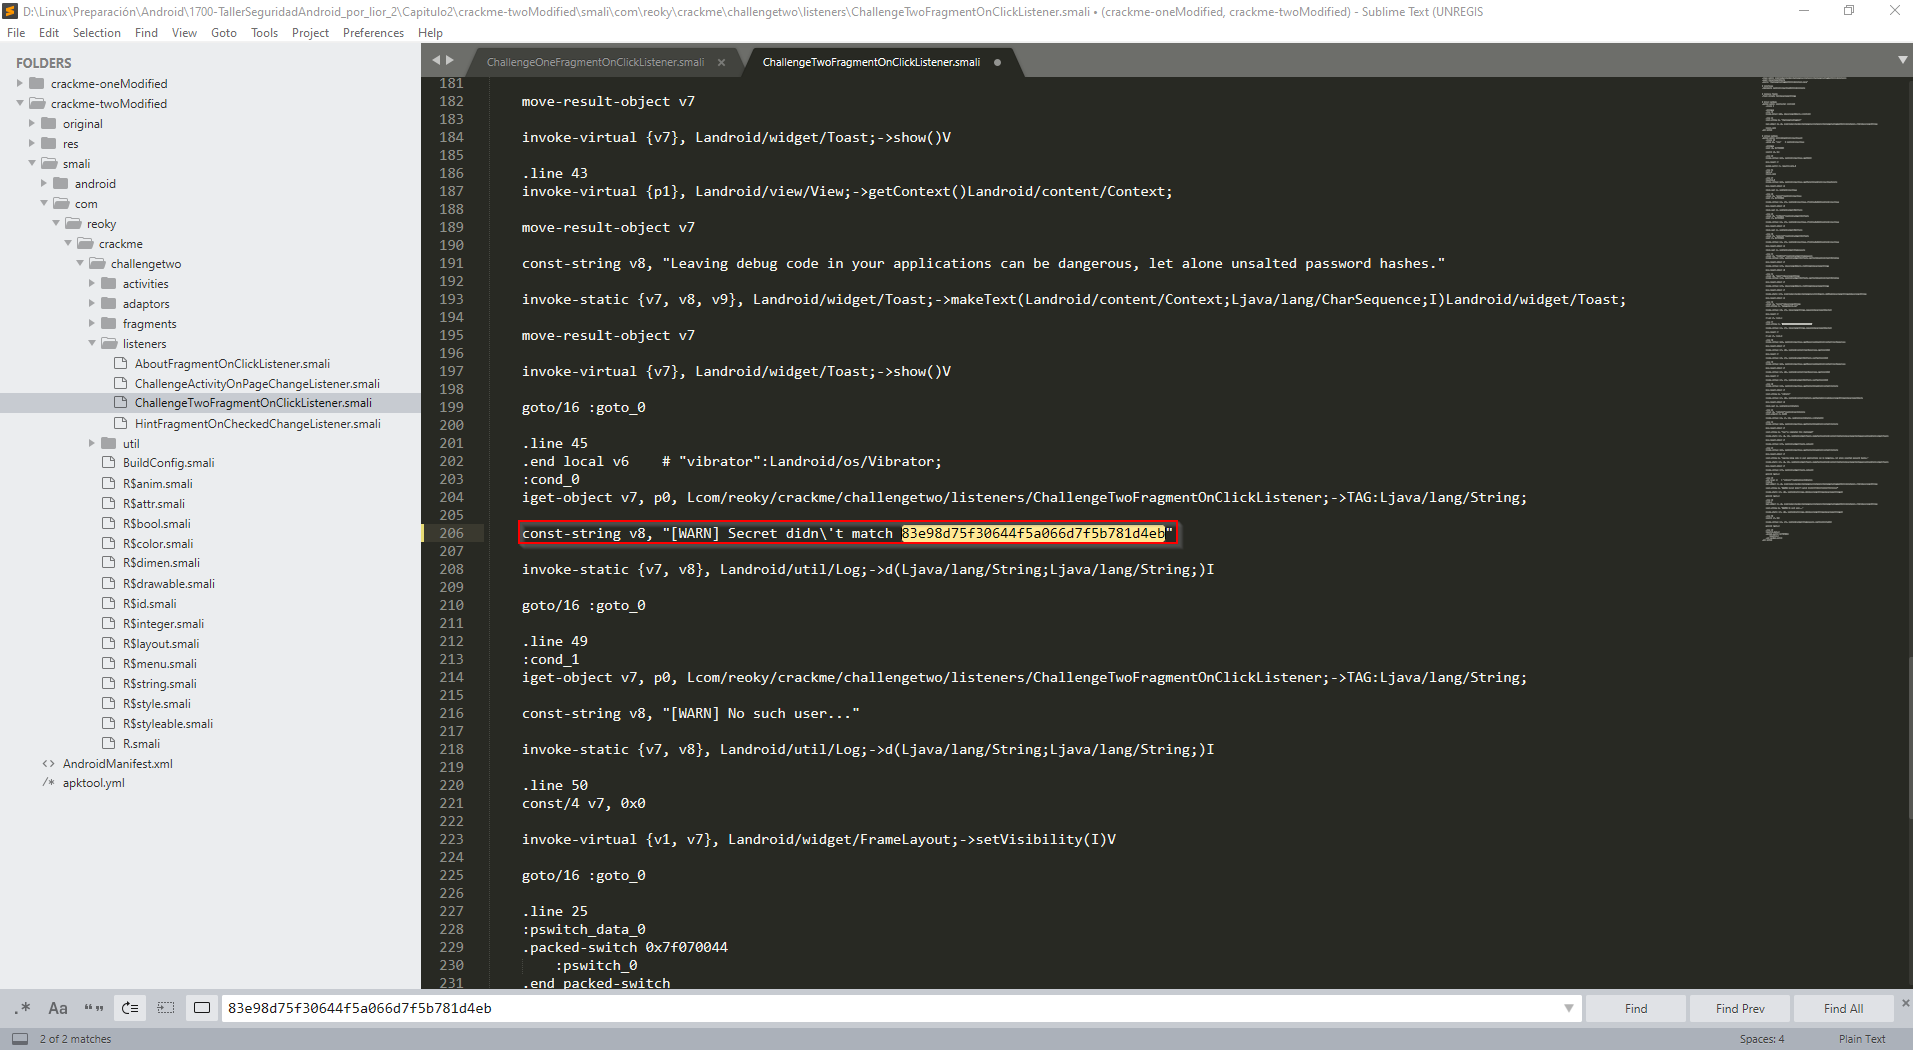 D:\Linux\Preparación\Android\1700-TallerSeguridadAndroid_por_lior_2\Capitulo2\crackme-twoModified\smali\com\reoky\crackme\challengetwo\listeners\ChallengeTwoFragmentOnClickListener.smali • (crackme-oneModified, crackme-twoModified) - Sublime Text (UNREGIS
File Edit Selection Find View Goto Tools Project Preferences Help
FOLDERS
crackme-oneModified
crackme-twoModified
original
res
smali
android
com
reoky
crackme
challengetwo
activities
adaptors
fragments
listeners
AboutFragmentOnClickListener.smali
ChallengeActivityOnPageChangeListener.smali
ChallengeTwoFragmentOnClickListener.smali
HintFragmentOnCheckedChangeListener.smali
util
BuildConfig.smali
R$anim.smali
R$attr.smali
R$bool.smali
R$color.smali
R$dimen.smali
R$drawable.smali
R$id.smali
R$integer.smali
R$layout.smali
R$menu.smali
R$string.smali
R$style.smali
R$styleable.smali
R.smali
<> AndroidManifest.xml
/* apktool.yml
ChallengeOneFragmentOnClickListener.smali × ChallengeTwoFragmentOnClickListener.smali
181
182 move-result-object v7
183
184 invoke-virtual {v7}, Landroid/widget/Toast;->show()V
185
186 .line 43
187 invoke-virtual {p1}, Landroid/view/View;->getContext()Landroid/content/Context;
188
189 move-result-object v7
190
191 const-string v8, "Leaving debug code in your applications can be dangerous, let alone unsalted password hashes."
192
193 invoke-static {v7, v8, v9}, Landroid/widget/Toast;->makeText(Landroid/content/Context;Ljava/lang/CharSequence;I)Landroid/widget/Toast;
194
195 move-result-object v7
196
197 invoke-virtual {v7}, Landroid/widget/Toast;->show()V
198
199 goto/16 :goto_0
200
201 .line 45
202 .end local v6    # "vibrator":Landroid/os/Vibrator;
203 :cond_0
204 iget-object v7, p0, Lcom/reoky/crackme/challengetwo/listeners/ChallengeTwoFragmentOnClickListener;->TAG:Ljava/lang/String;
205
206 const-string v8, "[WARN] Secret didn\'t match 83e98d75f30644f5a066d7f5b781d4eb"
207
208 invoke-static {v7, v8}, Landroid/util/Log;->d(Ljava/lang/String;Ljava/lang/String;)I
209
210 goto/16 :goto_0
211
212 .line 49
213 :cond_1
214 iget-object v7, p0, Lcom/reoky/crackme/challengetwo/listeners/ChallengeTwoFragmentOnClickListener;->TAG:Ljava/lang/String;
215
216 const-string v8, "[WARN] No such user..."
217
218 invoke-static {v7, v8}, Landroid/util/Log;->d(Ljava/lang/String;Ljava/lang/String;)I
219
220 .line 50
221 const/4 v7, 0x0
222
223 invoke-virtual {v1, v7}, Landroid/widget/FrameLayout;->setVisibility(I)V
224
225 goto/16 :goto_0
226
227 .line 25
228 :pswitch_data_0
229 .packed-switch 0x7f070044
230 :pswitch_0
231 .end packed-switch
.* Aa “” 83e98d75f30644f5a066d7f5b781d4eb Find Find Prev Find All ×
2 of 2 matches Spaces: 4 Plain Text